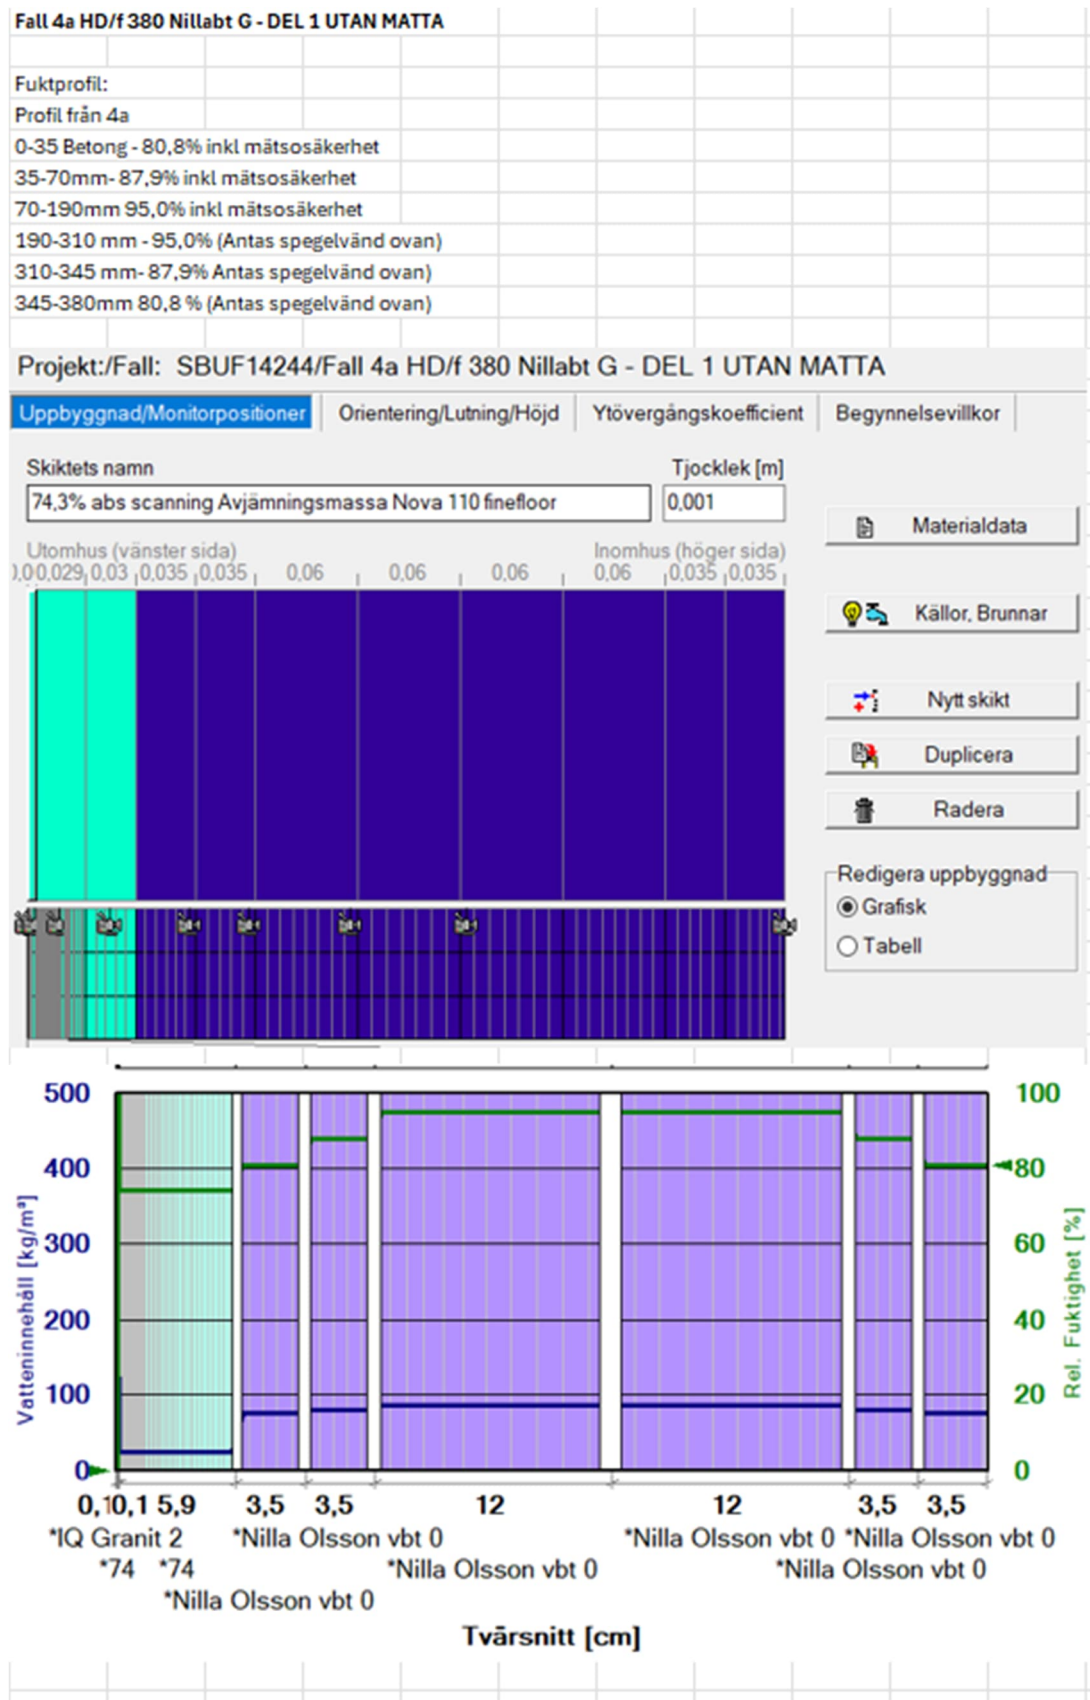 Fall 4a HD/f 380 Nillabt G - DEL 1 UTAN MATTA
Fuktprofil:
Profil från 4a
0-35 Betong - 80,8% inkl mätsosäkerhet
35-70mm- 87,9% inkl mätsosäkerhet
70-190mm 95,0% inkl mätsosäkerhet
190-310 mm - 95,0% (Antas spegelvänd ovan)
310-345 mm- 87,9% Antas spegelvänd ovan)
345-380mm 80,8 % (Antas spegelvänd ovan)
Projekt:/Fall: SBUF14244/Fall 4a HD/f 380 Nillabt G - DEL 1 UTAN MATTA
Uppbyggnad/Monitorpositioner Orientering/Lutning/Höjd Ytövergångskoefficient Begynnelsevillkor
Skiktets namn Tjocklek [m]
74,3% abs scanning Avjämningsmassa Nova 110 finefloor 0,001
Materialdata
Utomhus (vänster sida) Inomhus (höger sida)
0,029 0,03 0,035 0,035 0,06 0,06 0,06 0,06 0,035 0,035
Källor, Brunnar
Nytt skikt
Duplicera
Radera
Redigera uppbyggnad
Grafisk
Tabell
500 100
400 80
300 60
200 40
100 20
0 0
Vatteninnehåll [kg/m³]
Rel. Fuktighet [%]
0,10,1 5,9 3,5 3,5 12 12 3,5 3,5
*IQ Granit 2 *Nilla Olsson vbt 0 *Nilla Olsson vbt 0 *Nilla Olsson vbt 0
*74 *74 *Nilla Olsson vbt 0 *Nilla Olsson vbt 0
*Nilla Olsson vbt 0
Tvärsnitt [cm]